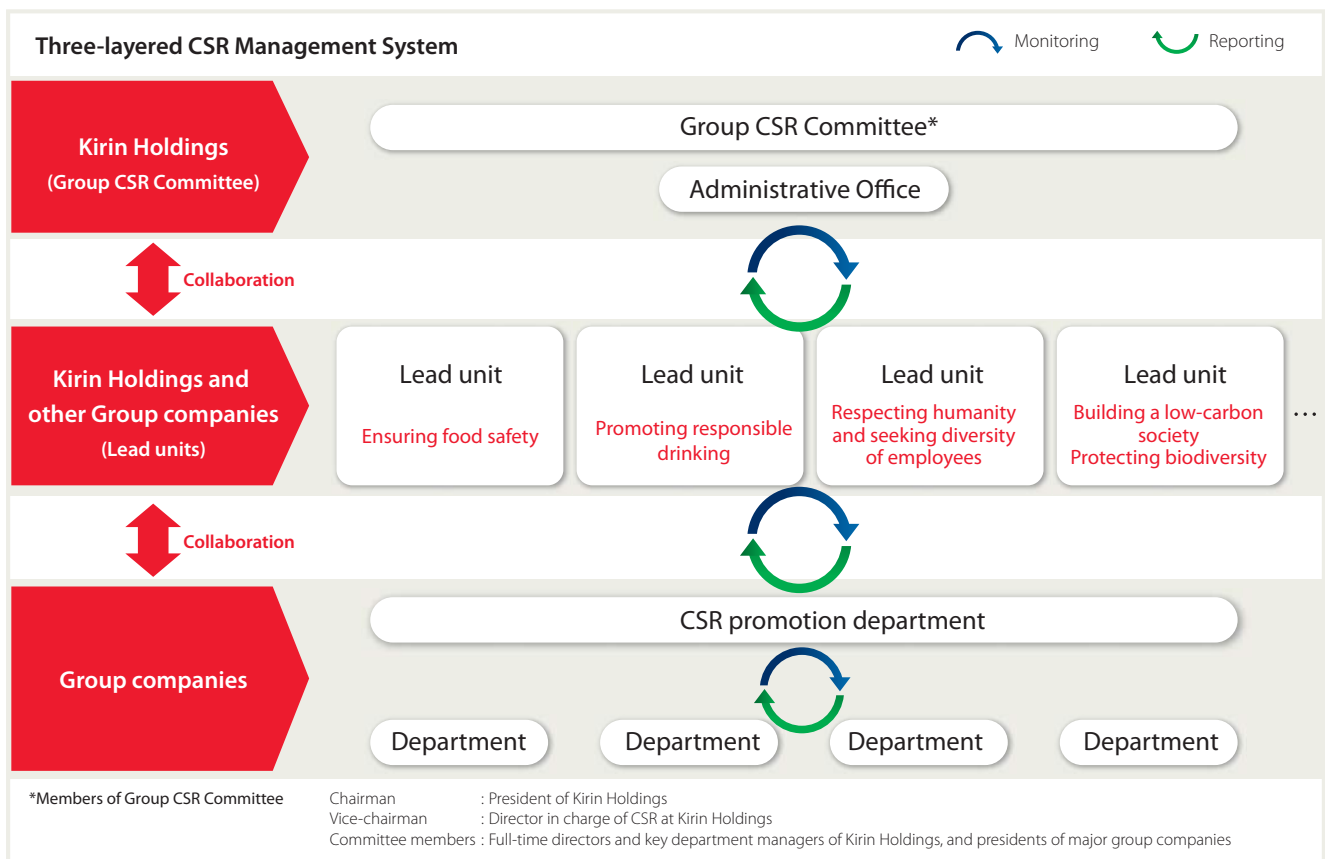 Three-layered CSR Management System
Monitoring
Reporting
Kirin Holdings
(Group CSR Committee)
Group CSR Committee*
Administrative Office
Collaboration
Kirin Holdings and
other Group companies
(Lead units)
Lead unit
Ensuring food safety
Lead unit
Promoting responsible
drinking
Lead unit
Respecting humanity
and seeking diversity
of employees
Lead unit
Building a low-carbon
society
Protecting biodiversity
...
Collaboration
Group companies
CSR promotion department
Department
Department
Department
Department
*Members of Group CSR Committee
Chairman : President of Kirin Holdings
Vice-chairman : Director in charge of CSR at Kirin Holdings
Committee members : Full-time directors and key department managers of Kirin Holdings, and presidents of major group companies